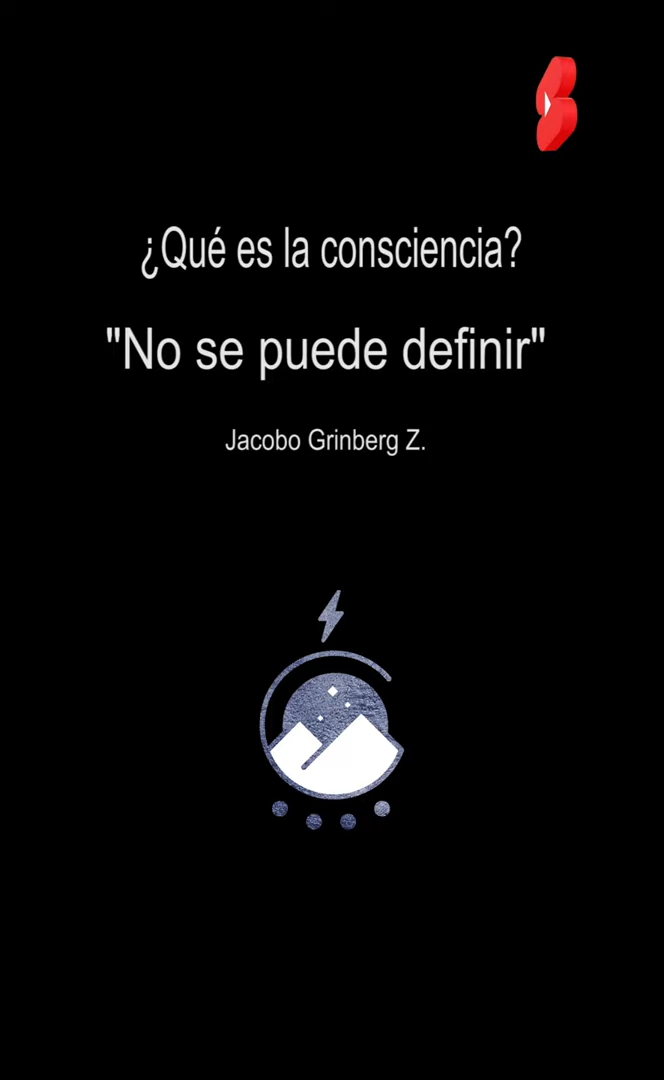 ¿Qué es la consciencia?
"No se puede definir"
Jacobo Grinberg Z.